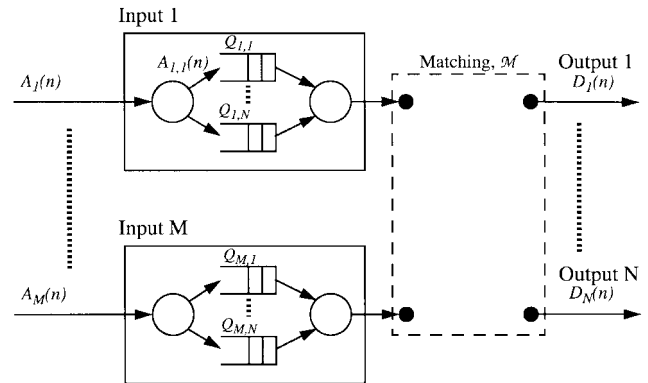 Input 1
Q1,1
A1,1(n)
A1(n)
Q1,N
Matching, M
Output 1
D1(n)
Input M
QM,1
AM(n)
QM,N
Output N
DN(n)